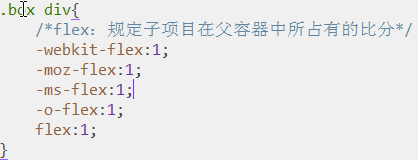 .box div{
/*flex：规定子项目在父容器中所占有的比分*/
-webkit-flex:1;
-moz-flex:1;
-ms-flex:1;
-o-flex:1;
flex:1;
}